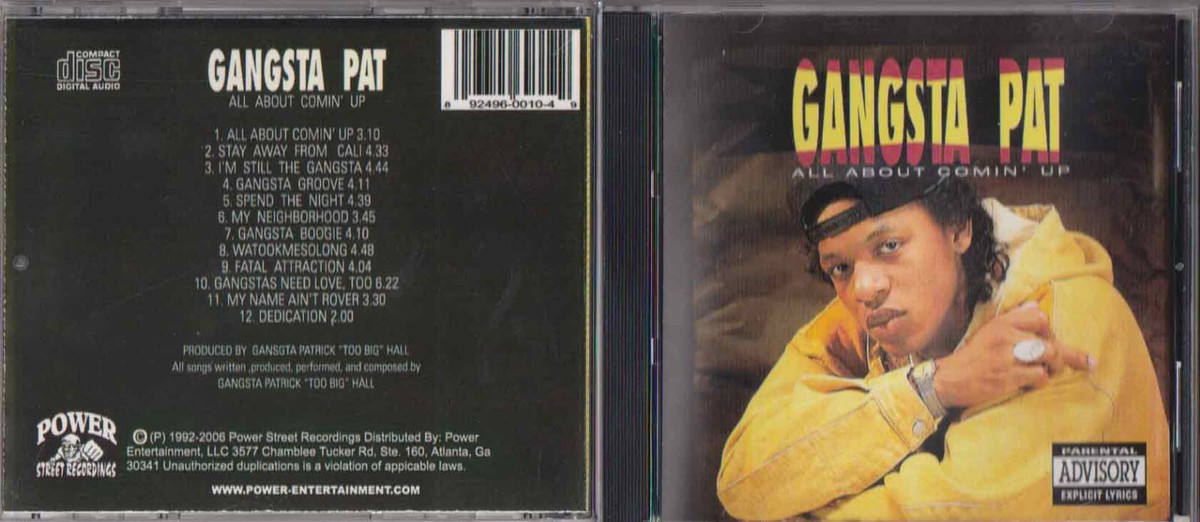 COMPACT
disc
DIGITAL AUDIO
GANGSTA PAT
ALL ABOUT COMIN' UP
8 92496-0010-4 9
1. ALL ABOUT COMIN' UP 3.10
2. STAY AWAY FROM CALI 4.33
3. I'M STILL THE GANGSTA 4.44
4. GANGSTA GROOVE 4.11
5. SPEND THE NIGHT 4.39
6. MY NEIGHBORHOOD 3.45
7. GANGSTA BOOGIE 4.10
8. WATOOKMESOLONG 4.48
9. FATAL ATTRACTION 4.04
10. GANGSTAS NEED LOVE, TOO 6.22
11. MY NAME AIN'T ROVER 3.30
12. DEDICATION 2.00
PRODUCED BY GANSGTA PATRICK "TOO BIG" HALL
All songs written ,produced, performed, and composed by
GANGSTA PATRICK "TOO BIG" HALL
POWER
STREET RECORDINGS
© (P) 1992-2006 Power Street Recordings Distributed By: Power
Entertainment, LLC 3577 Chamblee Tucker Rd, Ste. 160, Atlanta, Ga
30341 Unauthorized duplications is a violation of appicable laws.
WWW.POWER-ENTERTAINMENT.COM
GANGSTA PAT
ALL ABOUT COMIN' UP
PARENTAL
ADVISORY
EXPLICIT LYRICS